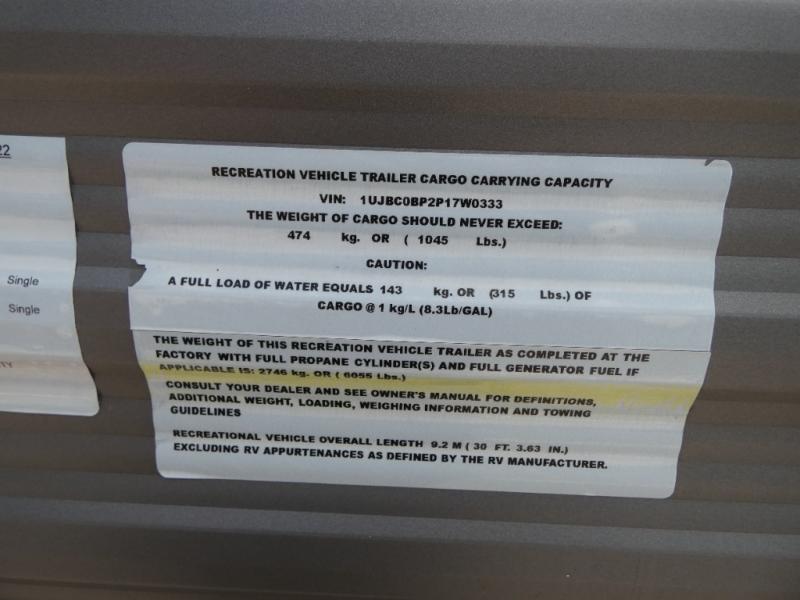 22
Single
Single
RECREATION VEHICLE TRAILER CARGO CARRYING CAPACITY
VIN: 1UJBC0BP2P17W0333
THE WEIGHT OF CARGO SHOULD NEVER EXCEED:
474 kg. OR ( 1045 Lbs.)
CAUTION:
A FULL LOAD OF WATER EQUALS 143 kg. OR (315 Lbs.) OF
CARGO @ 1 kg/L (8.3Lb/GAL)
THE WEIGHT OF THIS RECREATION VEHICLE TRAILER AS COMPLETED AT THE
FACTORY WITH FULL PROPANE CYLINDER(S) AND FULL GENERATOR FUEL IF
APPLICABLE IS: 2746 kg. OR ( 6055 Lbs.)
CONSULT YOUR DEALER AND SEE OWNER'S MANUAL FOR DEFINITIONS,
ADDITIONAL WEIGHT, LOADING, WEIGHING INFORMATION AND TOWING
GUIDELINES
RECREATIONAL VEHICLE OVERALL LENGTH 9.2 M ( 30 FT. 3.63 IN.)
EXCLUDING RV APPURTENANCES AS DEFINED BY THE RV MANUFACTURER.